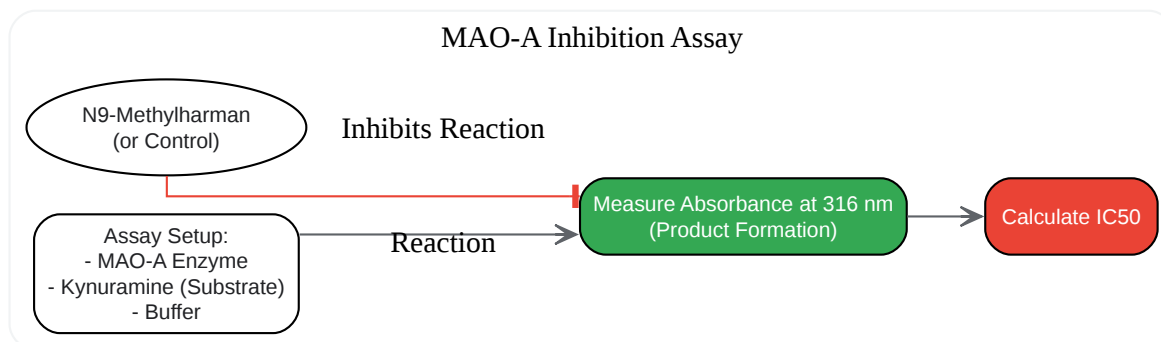 MAO-A Inhibition Assay
N9-Methylharman
(or Control)
Inhibits Reaction
Measure Absorbance at 316 nm
(Product Formation)
Calculate IC50
Assay Setup:
- MAO-A Enzyme
- Kynuramine (Substrate)
- Buffer
Reaction